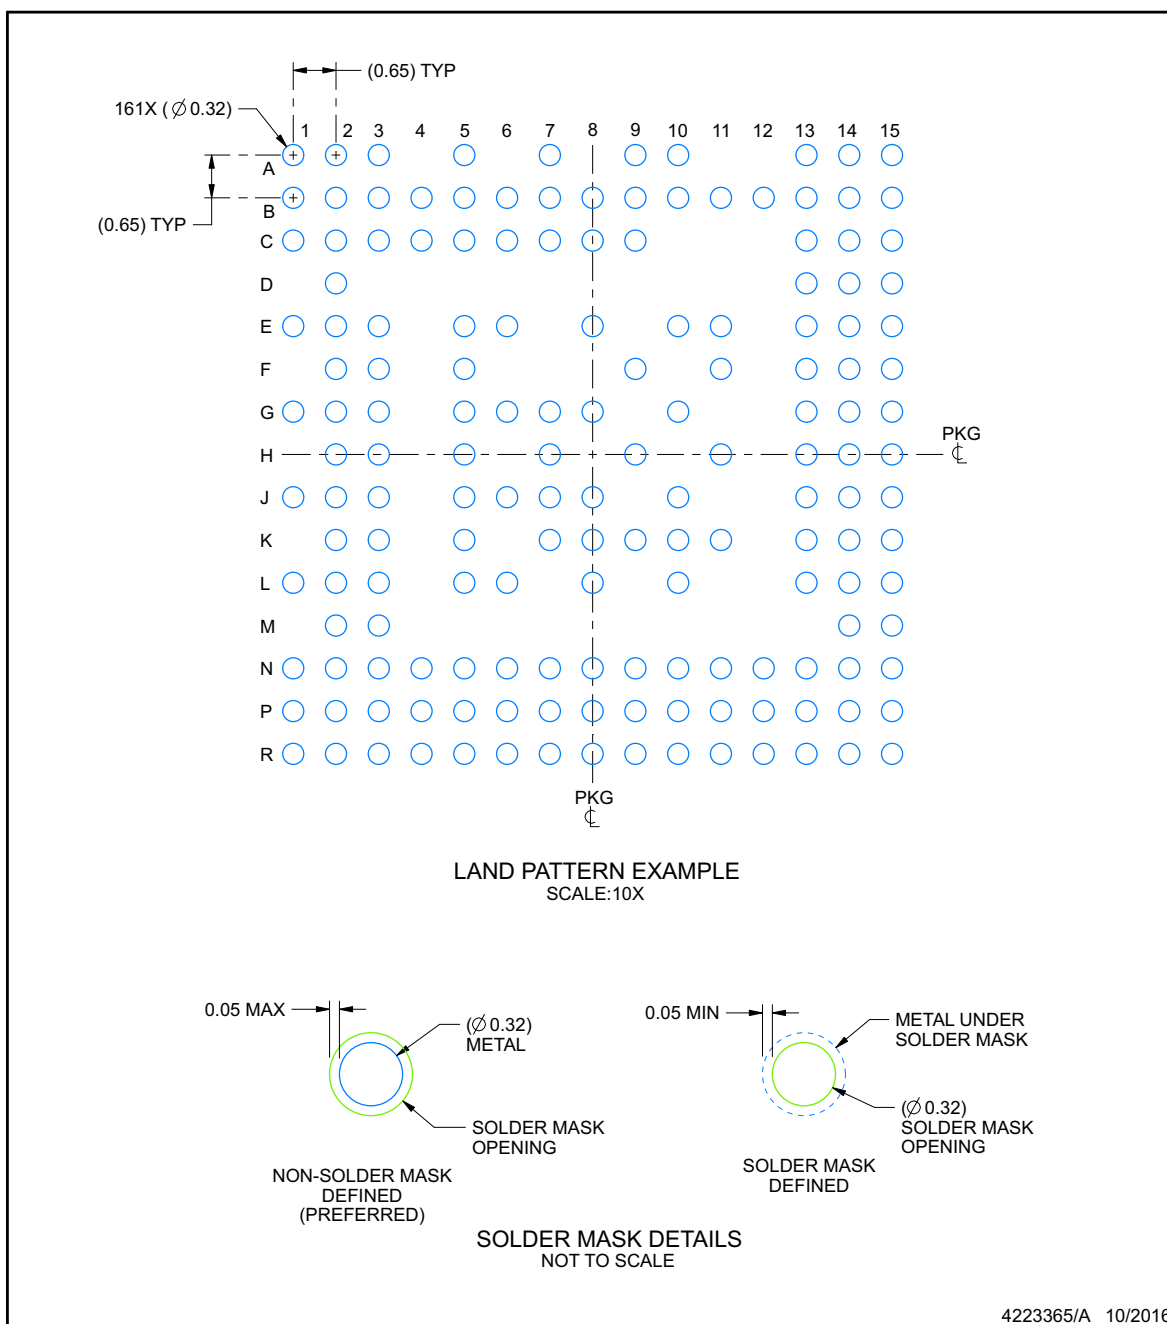 (0.65) TYP
161X ( ∅ 0.32)
1 2 3 4 5 6 7 8 9 10 11 12 13 14 15
A
B
(0.65) TYP
C
D
E
F
G
PKG
℄
H
J
K
L
M
N
P
R
PKG
℄
LAND PATTERN EXAMPLE
SCALE:10X
0.05 MAX
(∅ 0.32)
METAL
SOLDER MASK
OPENING
NON-SOLDER MASK
DEFINED
(PREFERRED)
0.05 MIN
METAL UNDER
SOLDER MASK
(∅ 0.32)
SOLDER MASK
OPENING
SOLDER MASK
DEFINED
SOLDER MASK DETAILS
NOT TO SCALE
4223365/A 10/2016